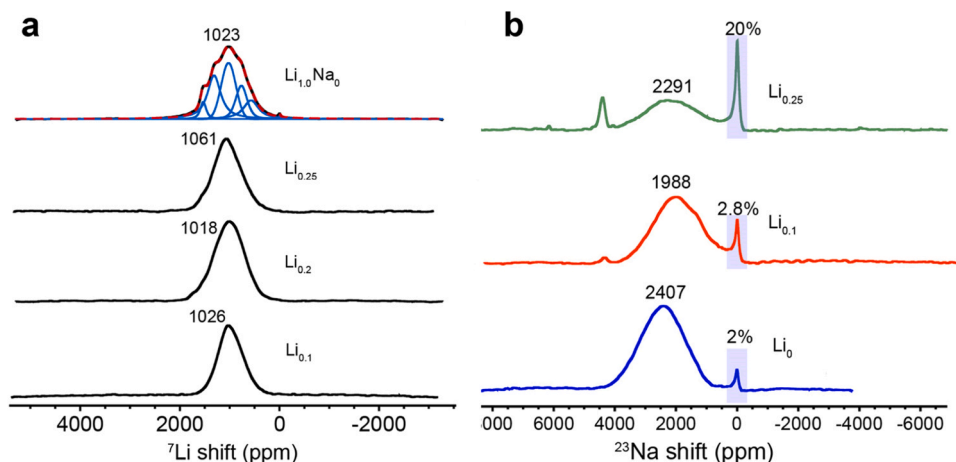 a
1023
Li1.0Na0
1061
Li0.25
1018
Li0.2
1026
Li0.1
4000 2000 0 -2000
7Li shift (ppm)
b
20%
2291
Li0.25
1988
2.8%
Li0.1
2407
2%
Li0
8000 6000 4000 2000 0 -2000 -4000 -6000
23Na shift (ppm)